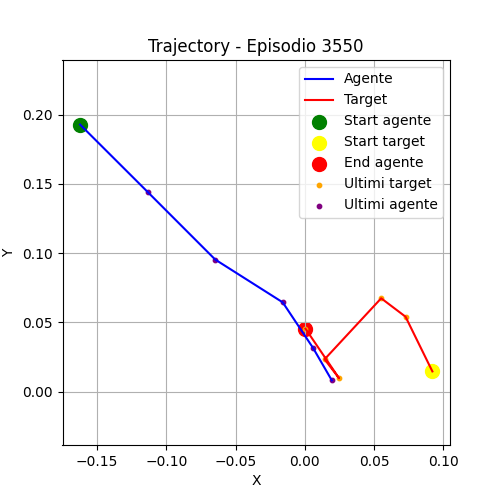 Trajectory - Episodio 3550
Agente
Target
Start agente
Start target
End agente
Ultimi target
Ultimi agente
Y
0.20
0.15
0.10
0.05
0.00
−0.15
−0.10
−0.05
0.00
0.05
0.10
X